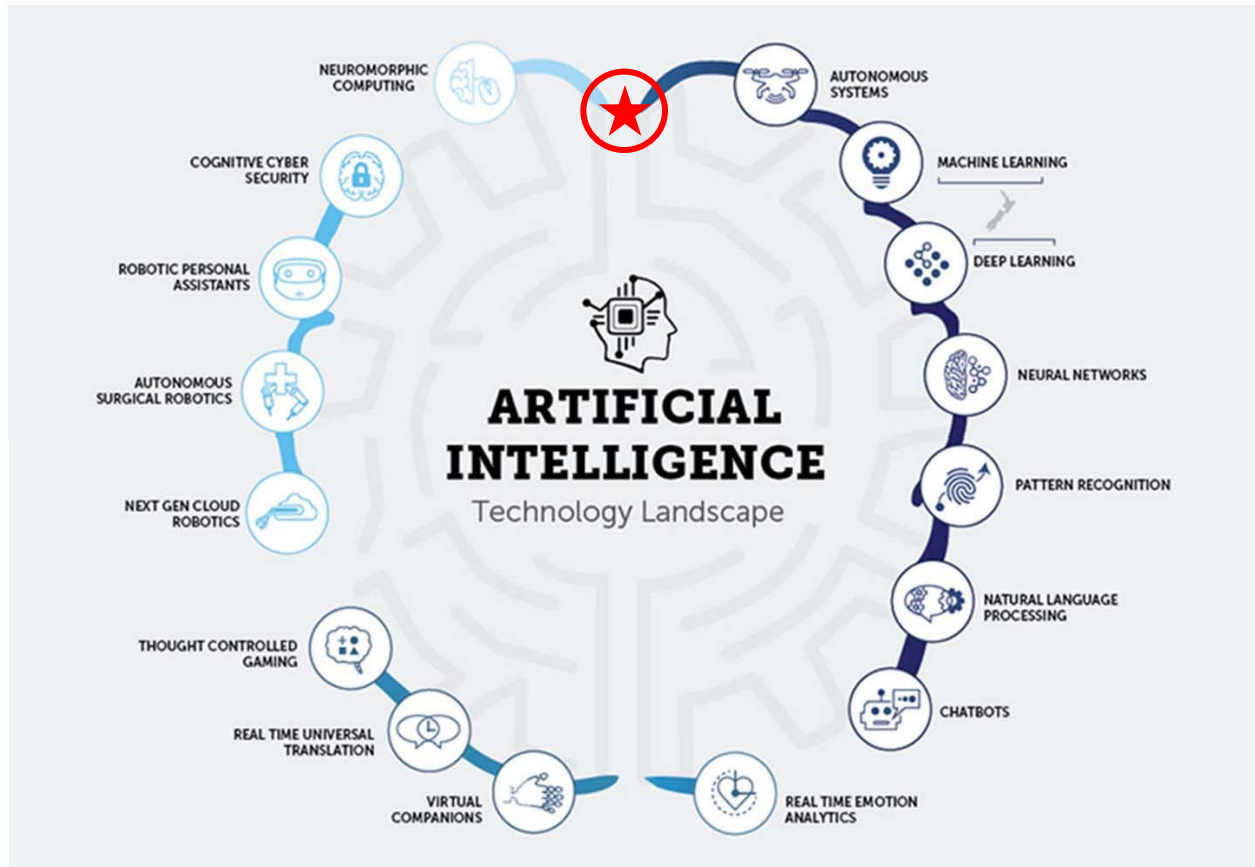 NEUROMORPHIC
COMPUTING
AUTONOMOUS
SYSTEMS
COGNITIVE CYBER
SECURITY
MACHINE LEARNING
ROBOTIC PERSONAL
ASSISTANTS
DEEP LEARNING
AUTONOMOUS
SURGICAL ROBOTICS
NEURAL NETWORKS
ARTIFICIAL
INTELLIGENCE
Technology Landscape
NEXT GEN CLOUD
ROBOTICS
PATTERN RECOGNITION
NATURAL LANGUAGE
PROCESSING
THOUGHT CONTROLLED
GAMING
CHATBOTS
REAL TIME UNIVERSAL
TRANSLATION
VIRTUAL
COMPANIONS
REAL TIME EMOTION
ANALYTICS